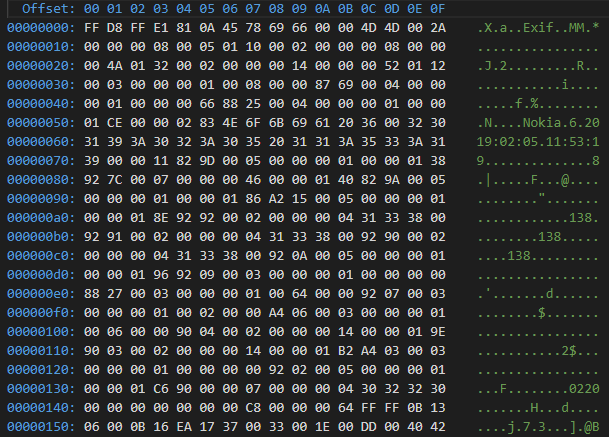 Offset: 00 01 02 03 04 05 06 07 08 09 0A 0B 0C 0D 0E 0F
00000000: FF D8 FF E1 81 0A 45 78 69 66 00 00 4D 4D 00 2A .X.a..Exif..MM.*
00000010: 00 00 00 08 00 05 01 10 00 02 00 00 00 08 00 00 ................
00000020: 00 4A 01 32 00 02 00 00 00 14 00 00 00 52 01 12 .J.2.........R..
00000030: 00 03 00 00 00 01 00 08 00 00 87 69 00 04 00 00 ...........i....
00000040: 00 01 00 00 00 66 88 25 00 04 00 00 00 01 00 00 .....f.%........
00000050: 01 CE 00 00 02 83 4E 6F 6B 69 61 20 36 00 32 30 .N....Nokia.6.20
00000060: 31 39 3A 30 32 3A 30 35 20 31 31 3A 35 33 3A 31 19:02:05.11:53:1
00000070: 39 00 00 11 82 9D 00 05 00 00 00 01 00 00 01 38 9..............8
00000080: 92 7C 00 07 00 00 00 46 00 00 01 40 82 9A 00 05 .|.....F...@....
00000090: 00 00 00 01 00 00 01 86 A2 15 00 05 00 00 00 01 ........".......
000000a0: 00 00 01 8E 92 92 00 02 00 00 00 04 31 33 38 00 ............138.
000000b0: 92 91 00 02 00 00 00 04 31 33 38 00 92 90 00 02 ........138.....
000000c0: 00 00 00 04 31 33 38 00 92 0A 00 05 00 00 00 01 ....138.........
000000d0: 00 00 01 96 92 09 00 03 00 00 00 01 00 00 00 00 ................
000000e0: 88 27 00 03 00 00 00 01 00 64 00 00 92 07 00 03 .'.......d......
000000f0: 00 00 00 01 00 02 00 00 A4 06 00 03 00 00 00 01 ........$.......
00000100: 00 06 00 00 90 04 00 02 00 00 00 14 00 00 01 9E ................
00000110: 90 03 00 02 00 00 00 14 00 00 01 B2 A4 03 00 03 ...........2$...
00000120: 00 00 00 01 00 00 00 00 92 02 00 05 00 00 00 01 ................
00000130: 00 00 01 C6 90 00 00 07 00 00 00 04 30 32 32 30 ...F........0220
00000140: 00 00 00 00 00 00 00 C8 00 00 00 64 FF FF 0B 13 .......H...d....
00000150: 06 00 0B 16 EA 17 37 00 33 00 1E 00 DD 00 40 42 ....j.7.3...].@B